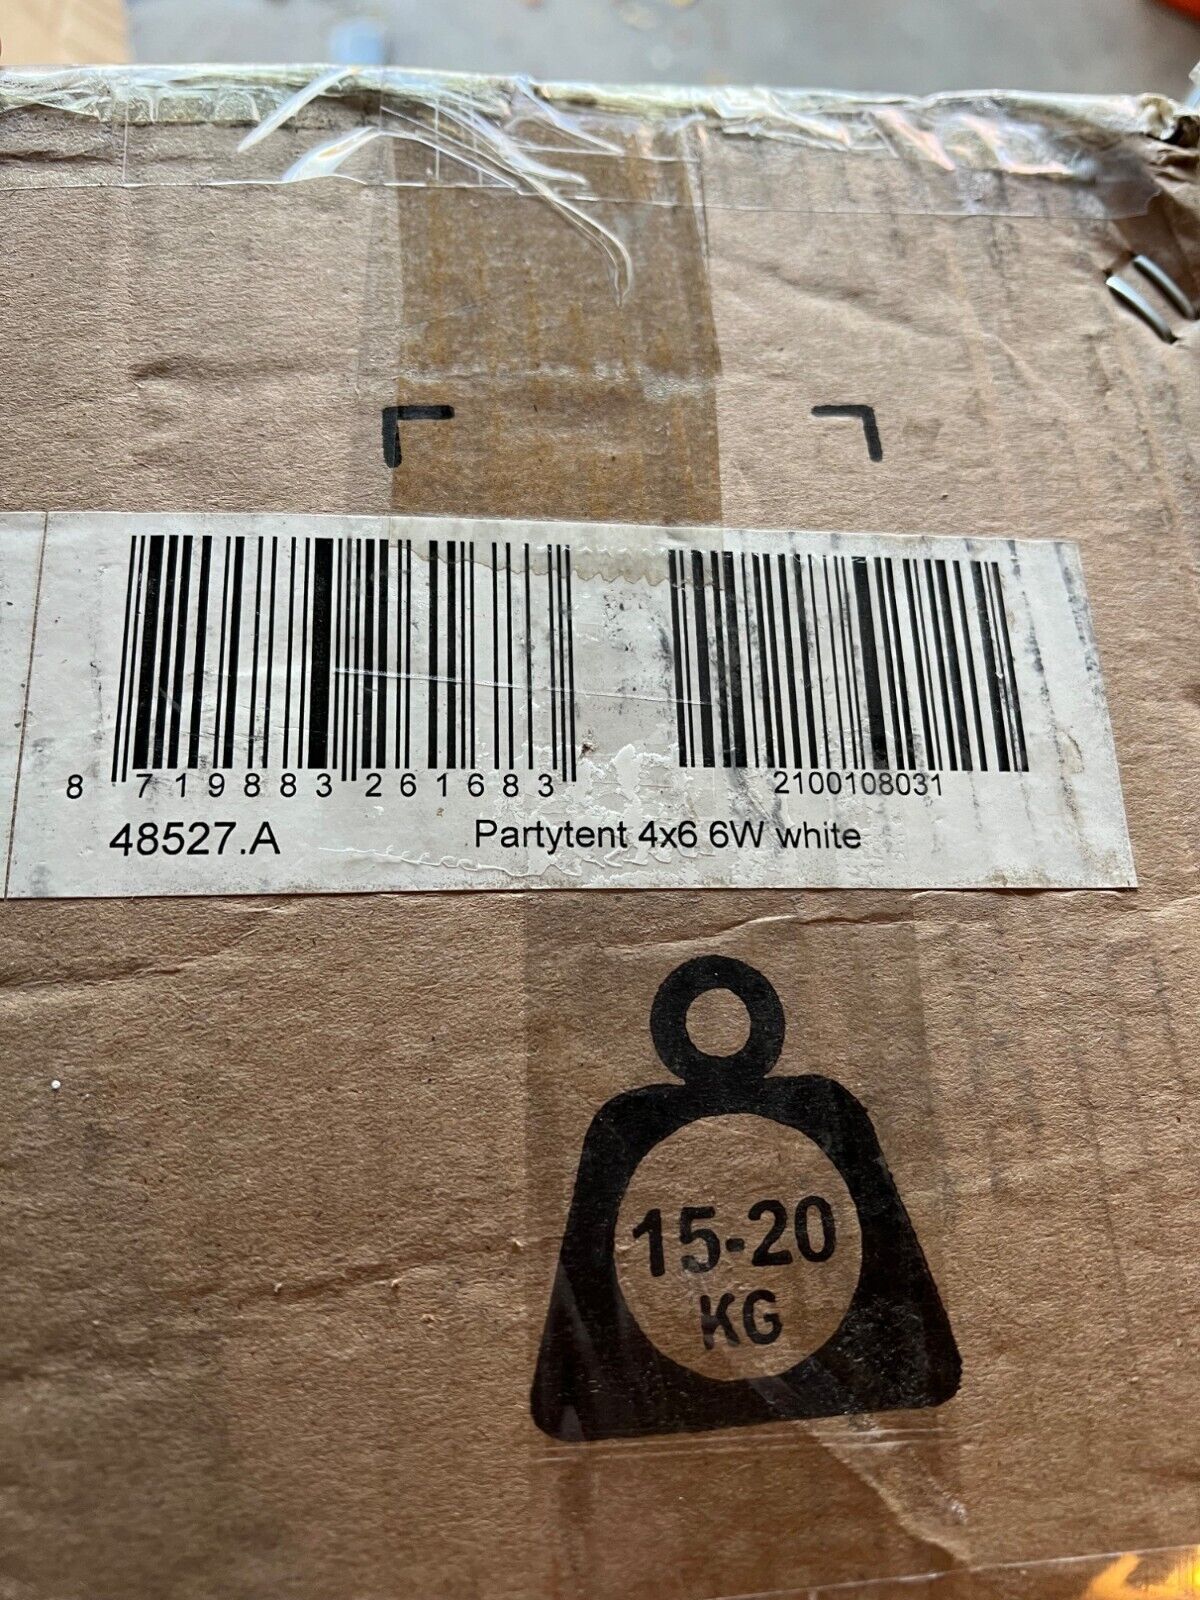 8 719883 261683
2100108031
48527.A
Partytent 4x6 6W white
15-20
KG